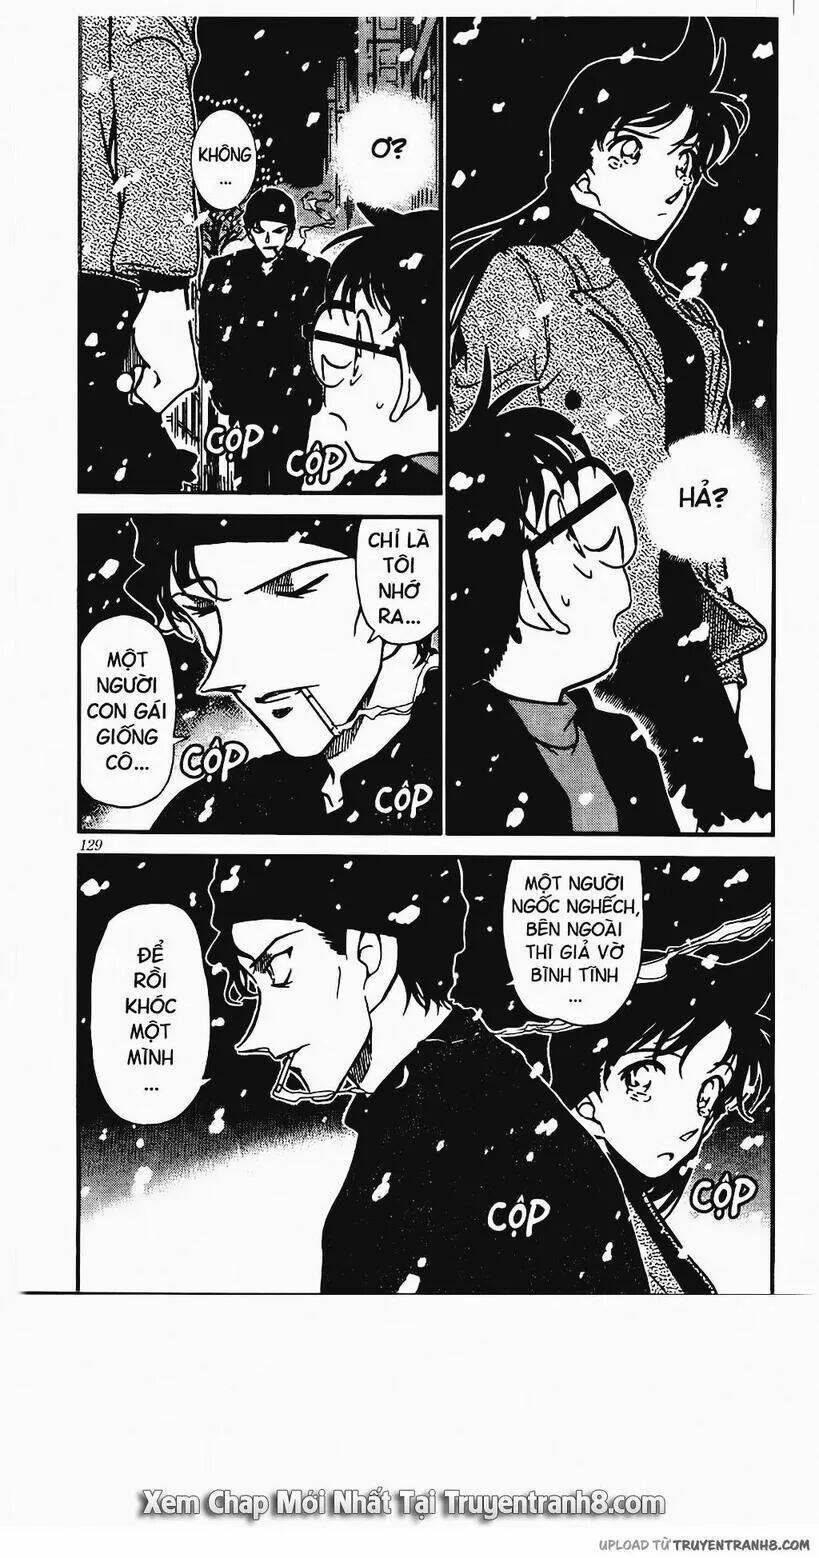 HẢ?
Ơ?
KHÔNG
...
CỘP
CỘP
CHỈ LÀ
TÔI
NHỚ
RA...
MỘT
NGƯỜI
CON GÁI
GIỐNG
CÔ...
CỘP
CỘP
129
MỘT NGƯỜI
NGỐC NGHẾCH,
BÊN NGOÀI
THÌ GIẢ VỜ
BÌNH TĨNH
...
ĐỂ
RỒI
KHÓC
MỘT
MÌNH
...
CỘP
CỘP
Xem Chap Mới Nhất Tại Truyentranh8.com
UPLOAD TỪ TRUYENTRANH8.COM